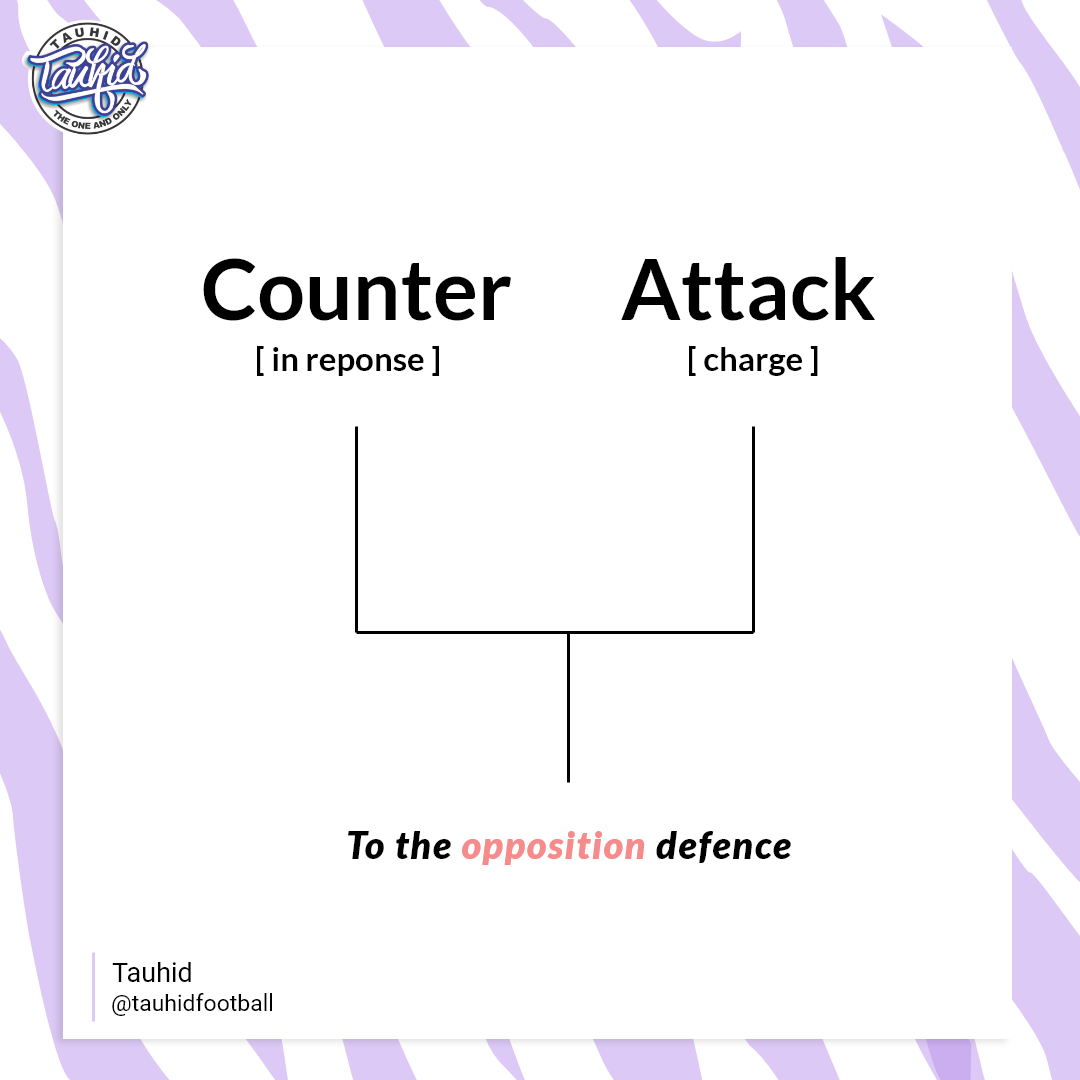 TAUHID
Tauhid
THE ONE AND ONLY
Counter Attack
[ in reponse ] [ charge ]
To the opposition defence
Tauhid
@tauhidfootball